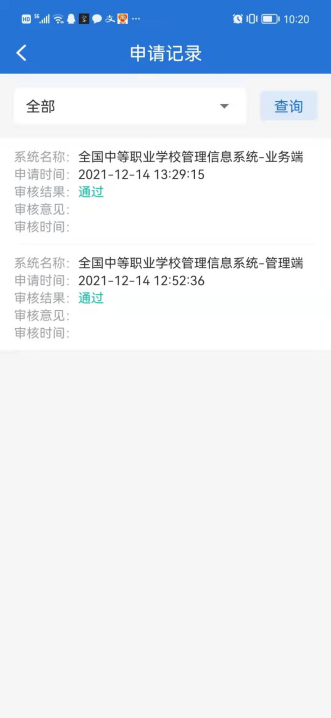 HD 10:20
申请记录
全部 查询
系统名称: 全国中等职业学校管理信息系统-业务端
申请时间: 2021-12-14 13:29:15
审核结果: 通过
审核意见:
审核时间:
系统名称: 全国中等职业学校管理信息系统-管理端
申请时间: 2021-12-14 12:52:36
审核结果: 通过
审核意见:
审核时间: